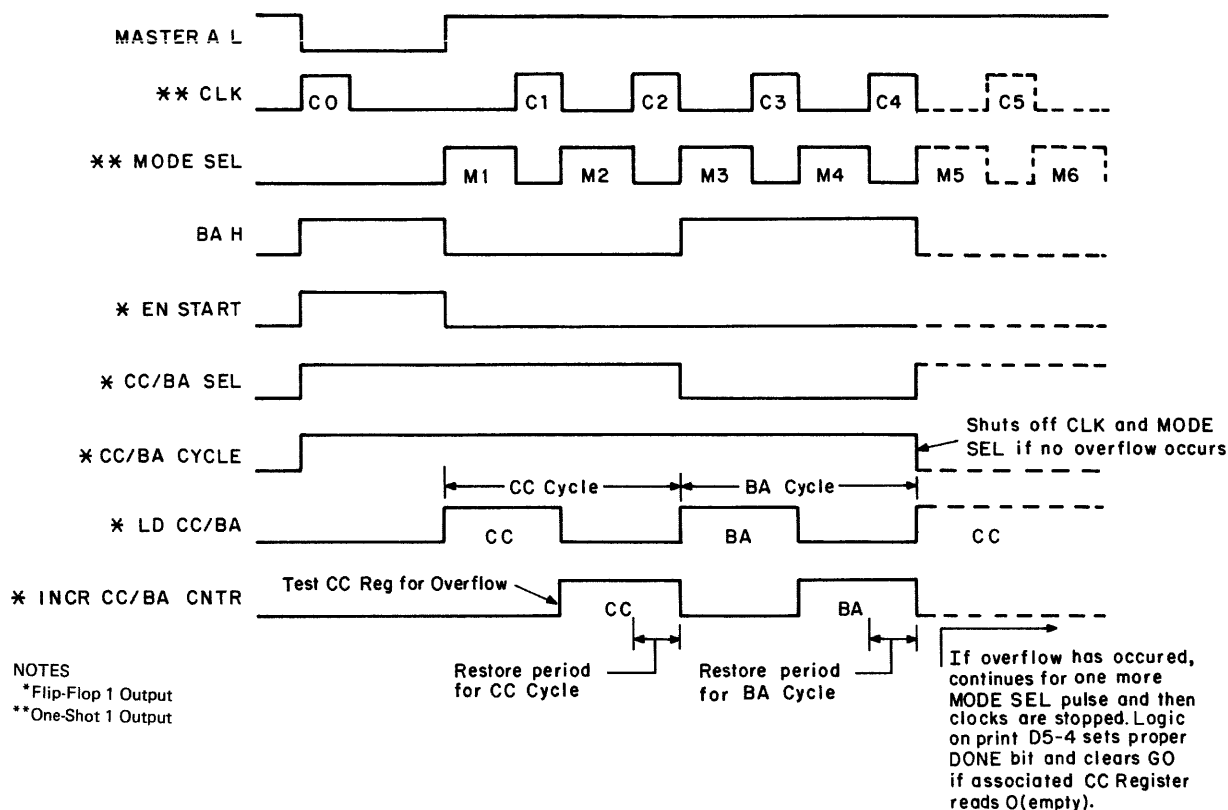 MASTER A L
** CLK
C0
C1
C2
C3
C4
C5
** MODE SEL
M1
M2
M3
M4
M5
M6
BA H
* EN START
* CC/BA SEL
* CC/BA CYCLE
Shuts off CLK and MODE
SEL if no overflow occurs
CC Cycle
BA Cycle
* LD CC/BA
CC
BA
CC
* INCR CC/BA CNTR
Test CC Reg for Overflow
CC
BA
Restore period
for CC Cycle
Restore period
for BA Cycle
If overflow has occured,
continues for one more
MODE SEL pulse and then
clocks are stopped. Logic
on print D5-4 sets proper
DONE bit and clears GO
if associated CC Register
reads 0(empty).
NOTES
*Flip-Flop 1 Output
**One-Shot 1 Output